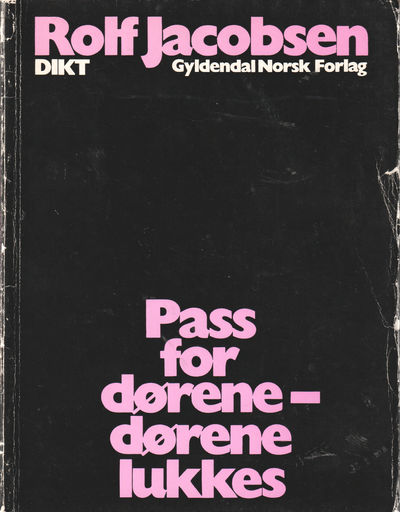 Rolf Jacobsen
DIKT Gyldendal Norsk Forlag
Pass
for
dørene –
dørene
lukkes